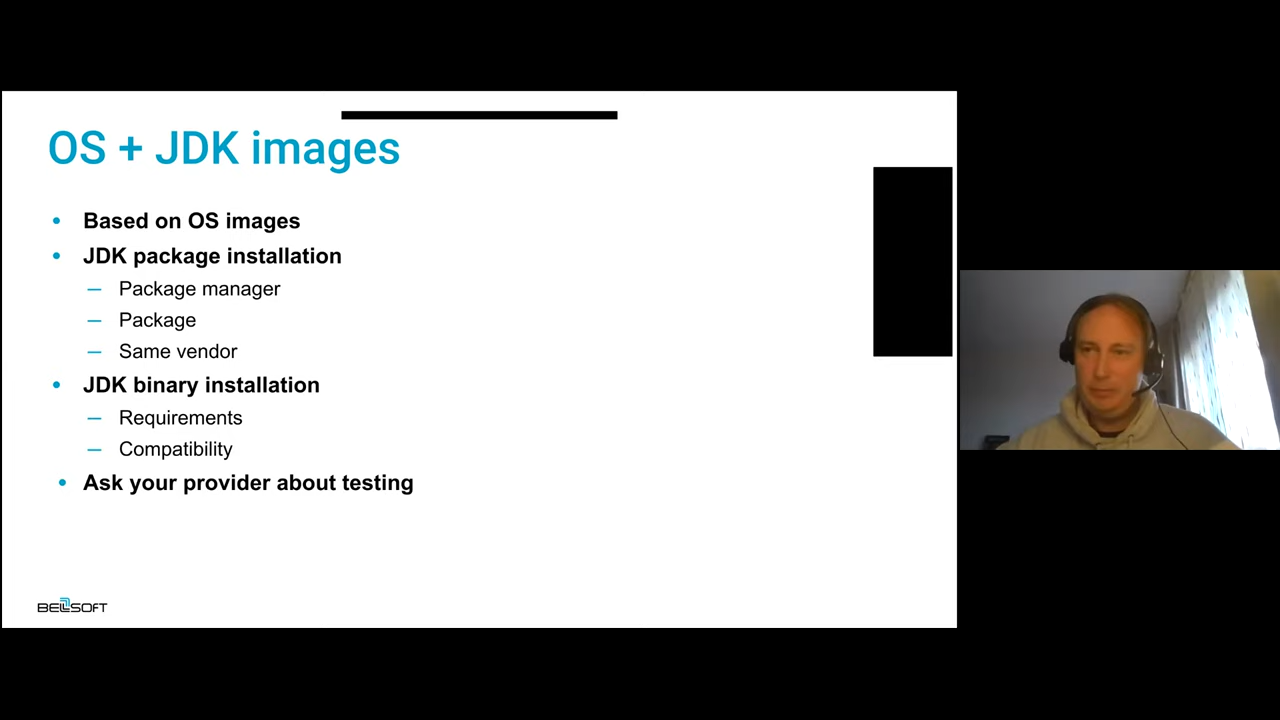 OS + JDK images
• Based on OS images
• JDK package installation
– Package manager
– Package
– Same vendor
• JDK binary installation
– Requirements
– Compatibility
• Ask your provider about testing
BELLSOFT